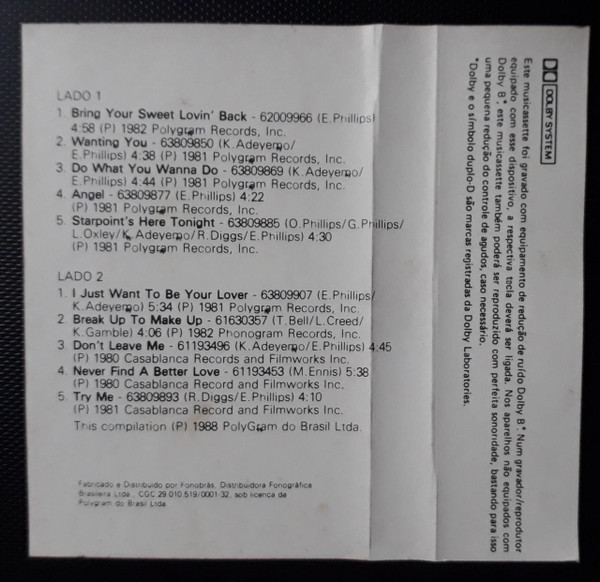 LADO 1
1. Bring Your Sweet Lovin' Back - 62009966 (E.Phillips)
4:58 (P) 1982 Polygram Records, Inc.
2. Wanting You - 63809850 (K.Adeyemo/
E.Phillips) 4:38 (P) 1981 Polygram Records, Inc.
3. Do What You Wanna Do - 63809869 (K.Adeyemo/
E.Phillips) 4:44 (P) 1981 Polygram Records, Inc.
4. Angel - 63809877 (E.Phillips) 4:22
(P) 1981 Polygram Records, Inc.
5. Starpoint's Here Tonight - 63809885 (O.Phillips/G.Phillips/
L.Oxley/K.Adeyemo/R.Diggs/E.Phillips) 4:30
(P) 1981 Polygram Records, Inc.
LADO 2
1. I Just Want To Be Your Lover - 63809907 (E.Phillips/
K.Adeyemo) 5:34 (P) 1981 Polygram Records, Inc.
2. Break Up To Make Up - 61630357 (T.Bell/L.Creed/
K.Gamble) 4:06 (P) 1982 Phonogram Records, Inc.
3. Don't Leave Me - 61193496 (K.Adeyemo/E.Phillips) 4:45
(P) 1980 Casablanca Record and Filmworks Inc.
4. Never Find A Better Love - 61193453 (M.Ennis) 5:38
(P) 1980 Casablanca Record and Filmworks Inc.
5. Try Me - 63809893 (R.Diggs/E.Phillips) 4:10
(P) 1981 Casablanca Record and Filmworks Inc.
This compilation (P) 1988 PolyGram do Brasil Ltda.
Fabricado e Distribuído por Fonobrás, Distribuidora Fonográfica
Brasileira Ltda., CGC 29.010.519/0001-32, sob licença da
Polygram do Brasil Ltda
DOLBY SYSTEM
Este musicassette foi gravado com equipamento de redução de ruído Dolby B*. Num gravador/reprodutor
equipado com esse dispositivo, a respectiva tecla deverá ser ligada. Nos aparelhos não equipados com
Dolby B*, este musicassette também poderá ser reproduzido com perfeita sonoridade, bastando para isso
uma pequena redução do controle de agudos, caso necessário.
*Dolby e o símbolo duplo-D são marcas registradas da Dolby Laboratories.